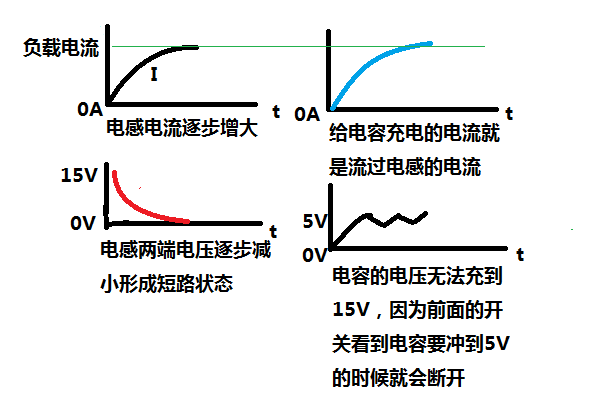 负载电流
I
0A
t
电感电流逐步增大
0A
t
给电容充电的电流就
是流过电感的电流
15V
0V
t
电感两端电压逐步减
小形成短路状态
5V
0V
t
电容的电压无法充到
15V，因为前面的开
关看到电容要冲到5V
的时候就会断开